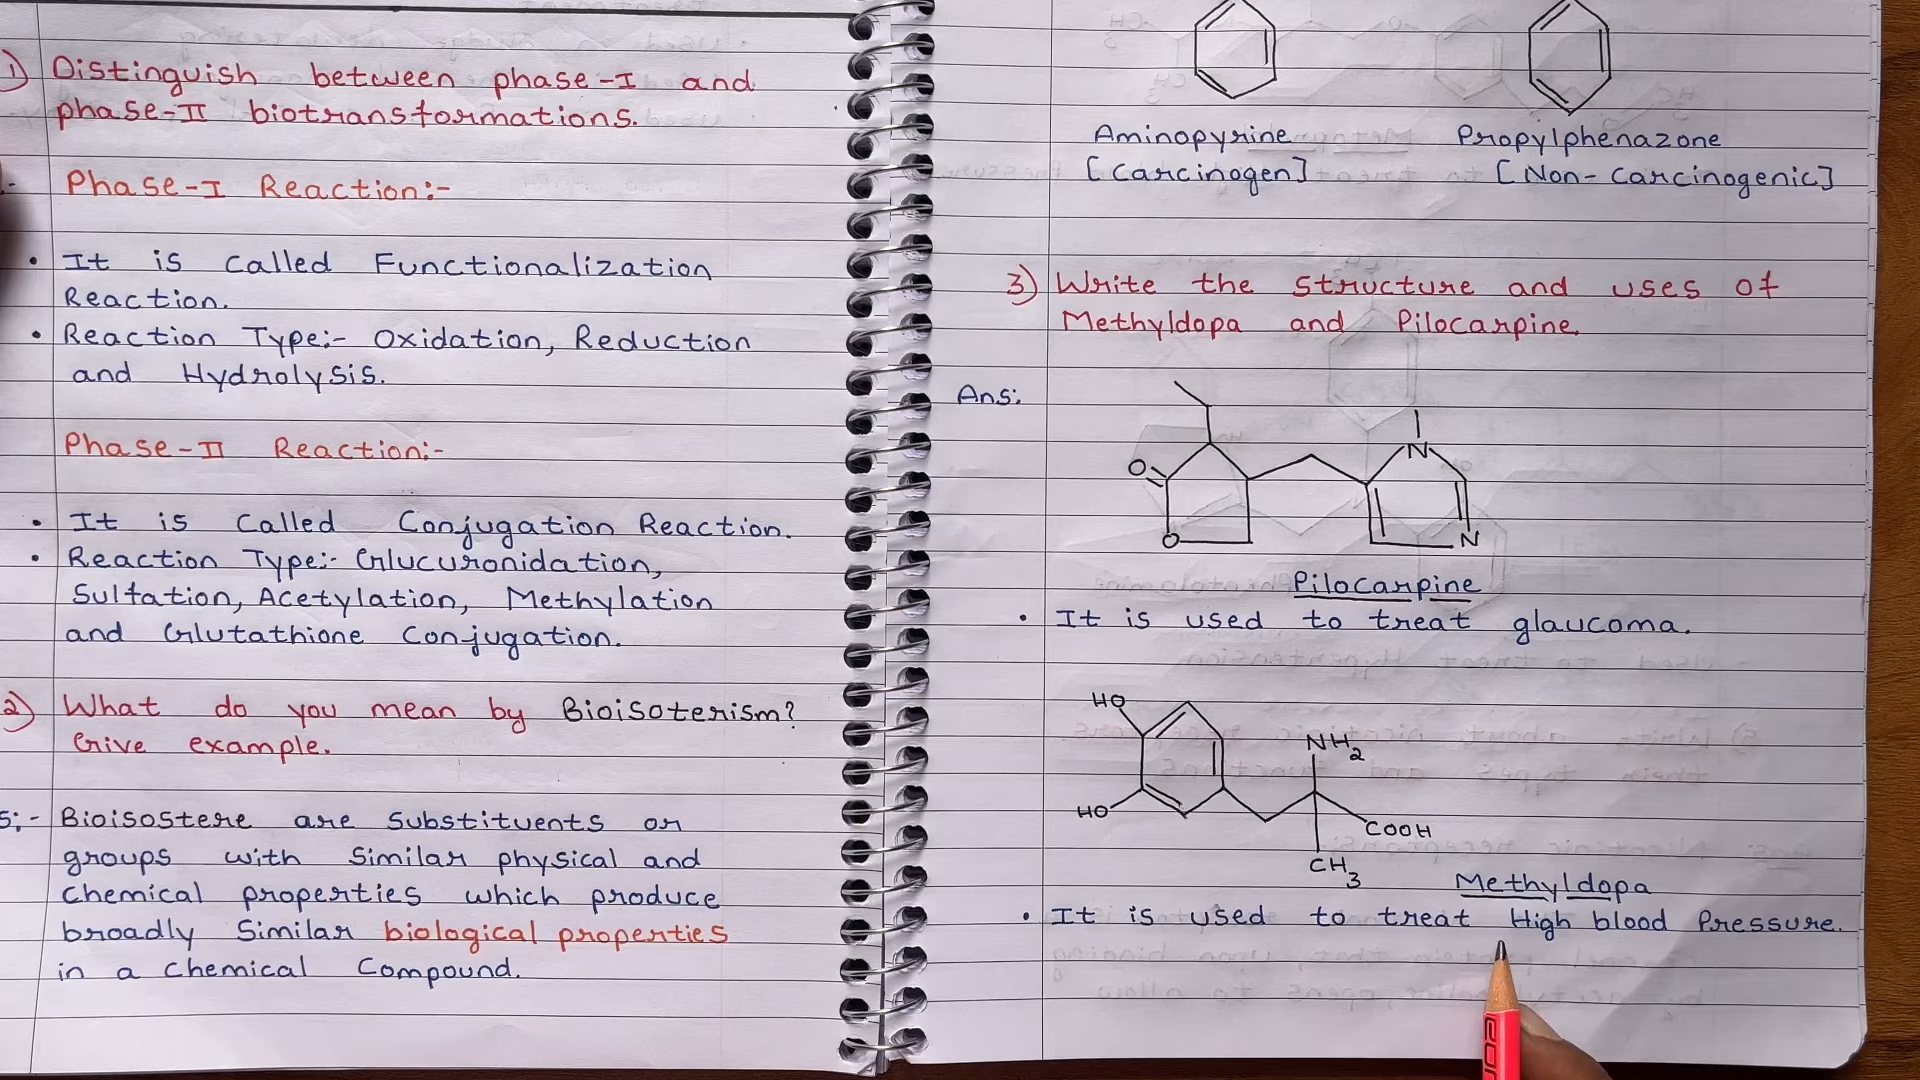 1) Distinguish between phase-I and
phase-II biotransformations.
Phase-I Reaction:-
• It is called Functionalization
Reaction.
• Reaction Type:- Oxidation, Reduction
and Hydrolysis.
Phase-II Reaction:-
• It is called Conjugation Reaction.
• Reaction Type:- Glucuronidation,
Sulfation, Acetylation, Methylation
and Glutathione Conjugation.
2) What do you mean by Bioisoterism?
Give example.
s:- Bioisostere are substituents or
groups with similar physical and
chemical properties which produce
broadly similar biological properties
in a chemical compound.
Aminopyrine Propylphenazone
[Carcinogen] [Non-carcinogenic]
3) Write the structure and uses of
Methyldopa and Pilocarpine.
Ans:
N
O
O N
Pilocarpine
• It is used to treat glaucoma.
HO
NH2
HO
COOH
CH3
Methyldopa
• It is used to treat High blood Pressure.